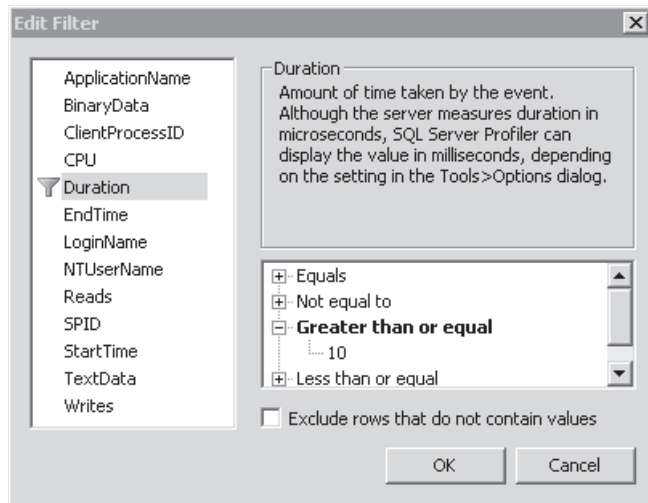 Edit Filter
ApplicationName
BinaryData
ClientProcessID
CPU
Duration
EndTime
LoginName
NTUserName
Reads
SPID
StartTime
TextData
Writes
Duration
Amount of time taken by the event.
Although the server measures duration in
microseconds, SQL Server Profiler can
display the value in milliseconds, depending
on the setting in the Tools>Options dialog.
Equals
Not equal to
Greater than or equal
10
Less than or equal
Exclude rows that do not contain values
OK
Cancel